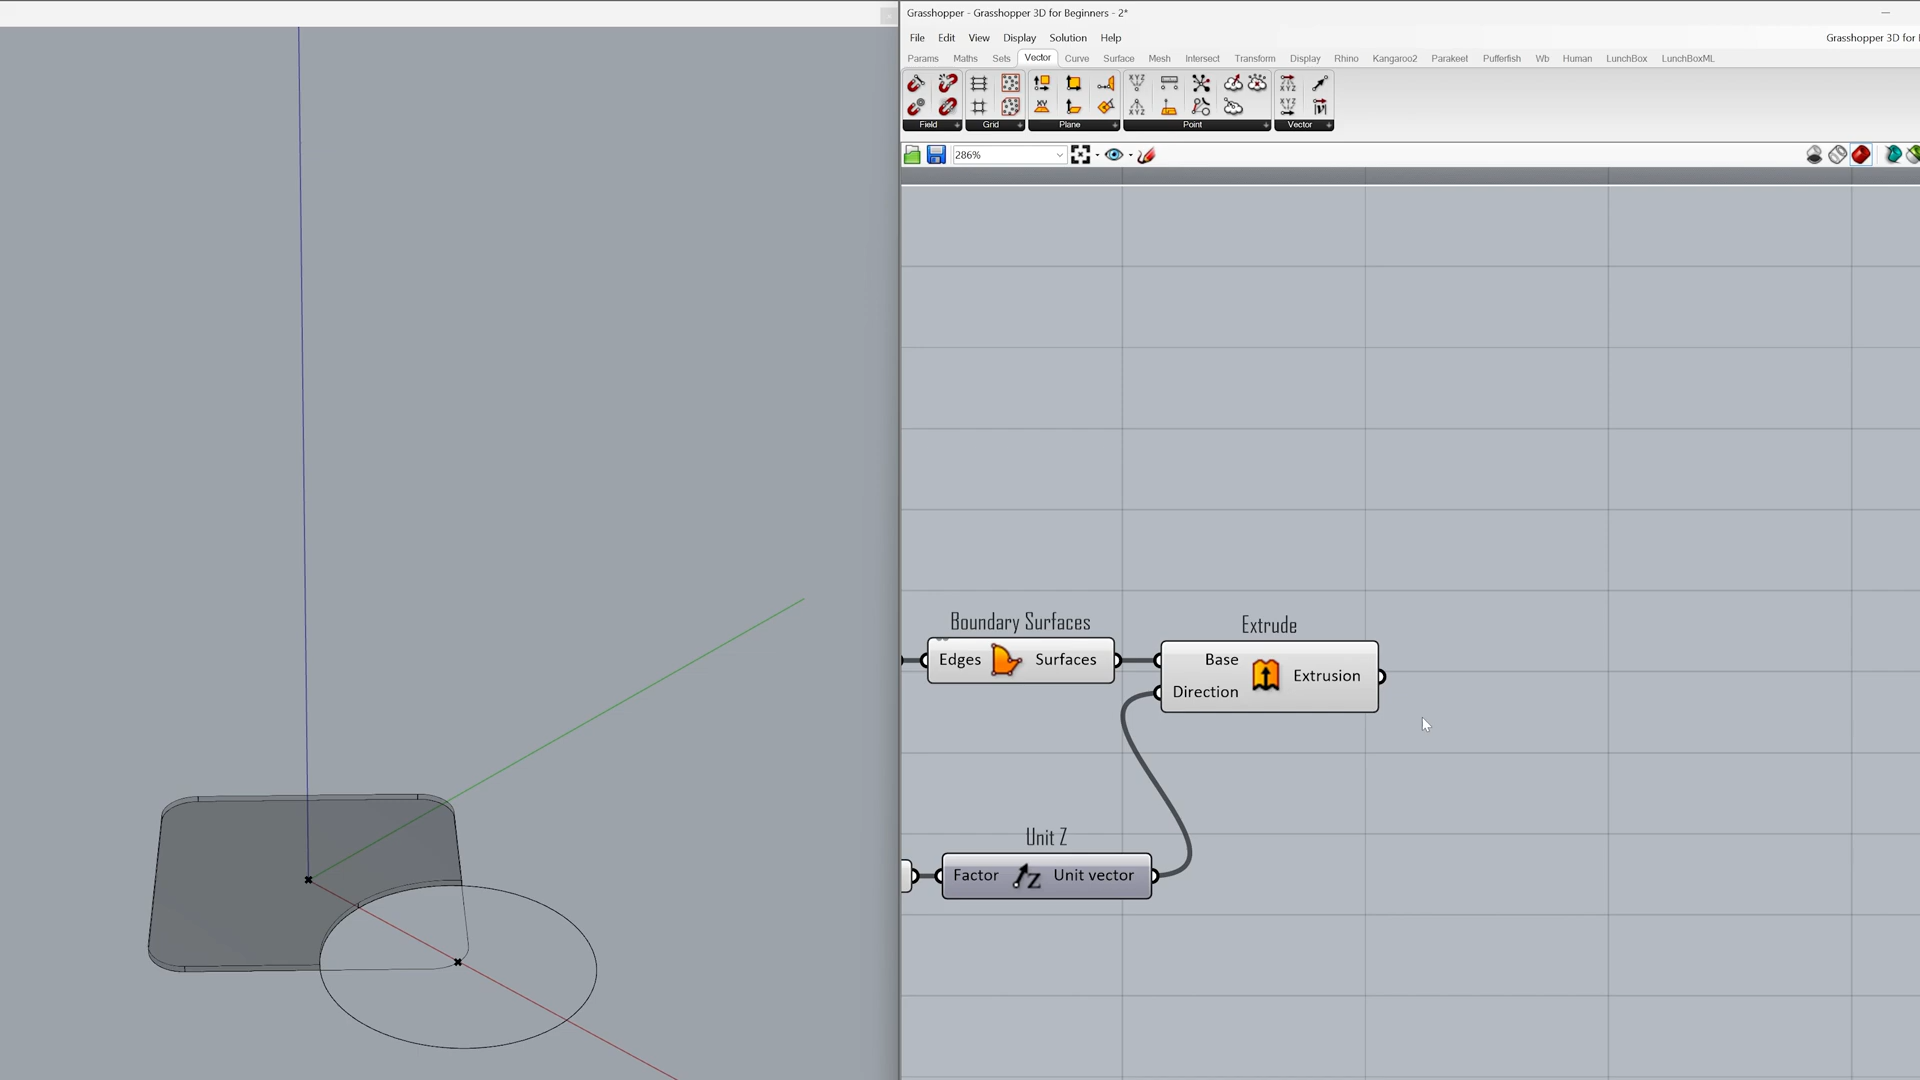 Grasshopper - Grasshopper 3D for Beginners - 2*
File Edit View Display Solution Help
Grasshopper 3D for
Params Maths Sets Vector Curve Surface Mesh Intersect Transform Display Rhino Kangaroo2 Parakeet Pufferfish Wb Human LunchBox LunchBoxML
Field Grid Plane Point Vector
286%
Boundary Surfaces
Edges Surfaces
Extrude
Base
Direction
Extrusion
Unit Z
Factor Unit vector